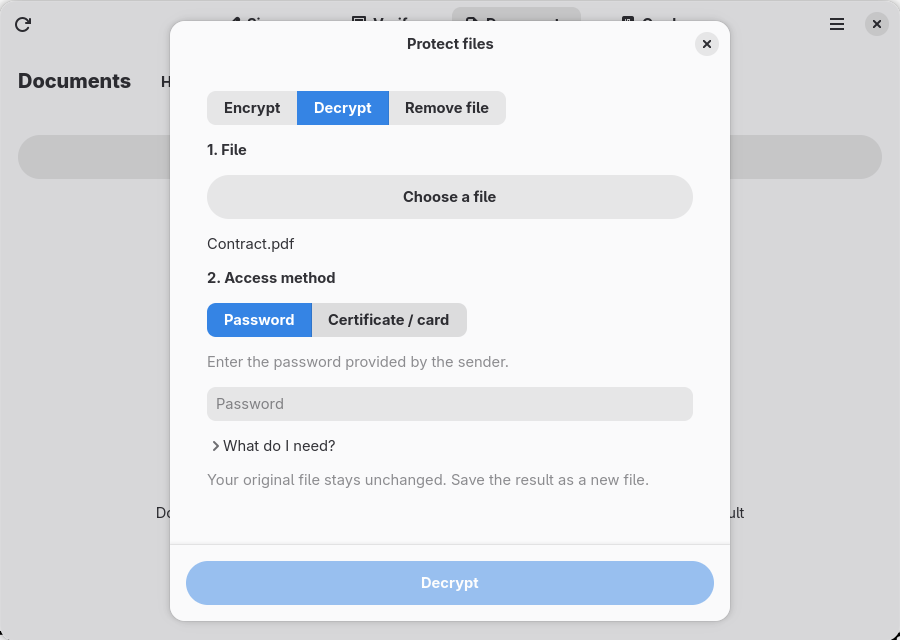 Protect files
Documents
Encrypt Decrypt Remove file
1. File
Choose a file
Contract.pdf
2. Access method
Password Certificate / card
Enter the password provided by the sender.
Password
What do I need?
Your original file stays unchanged. Save the result as a new file.
Decrypt